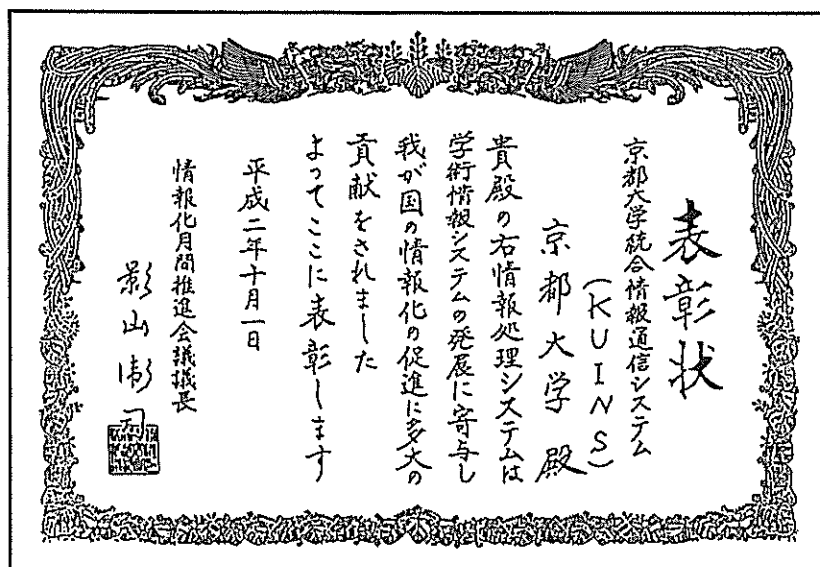 表彰状
京都大学統合情報通信システム
(KUINS)
京都大学殿
貴殿の右情報処理システムは
学術情報システムの発展に寄与し
我が国の情報化の促進に多大の
貢献をされました
よってここに表彰します
平成二年十月一日
情報化月間推進会議議長
影山衞司